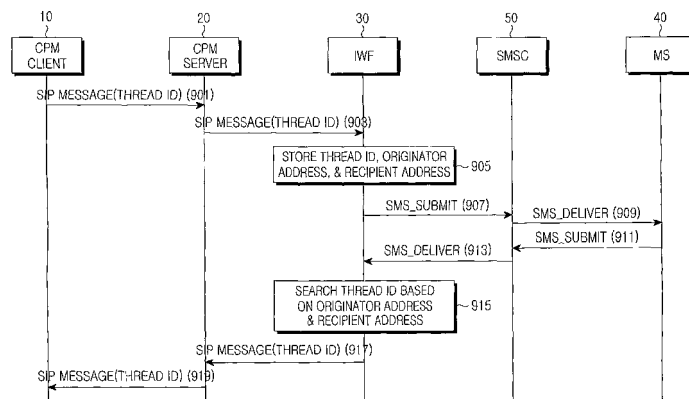 10
20
30
50
40
CPM
CLIENT
CPM
SERVER
IWF
SMSC
MS
SIP MESSAGE(THREAD ID) (901)
SIP MESSAGE(THREAD ID) (903)
STORE THREAD ID, ORIGINATOR
ADDRESS, & RECIPIENT ADDRESS
905
SMS_SUBMIT (907)
SMS_DELIVER (909)
SMS_SUBMIT (911)
SMS_DELIVER (913)
SEARCH THREAD ID BASED
ON ORIGINATOR ADDRESS
& RECIPIENT ADDRESS
915
SIP MESSAGE(THREAD ID) (917)
SIP MESSAGE(THREAD ID) (919)